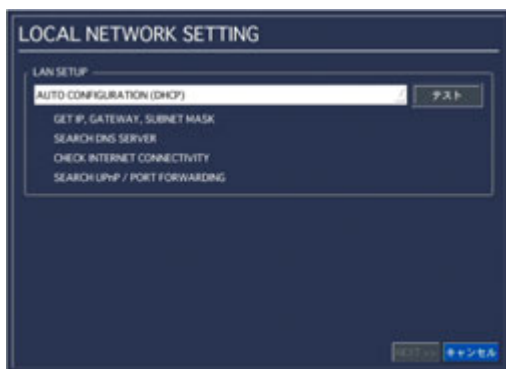 LOCAL NETWORK SETTING
LAN SETUP
AUTO CONFIGURATION (DHCP) テスト
GET IP, GATEWAY, SUBNET MASK
SEARCH DNS SERVER
CHECK INTERNET CONNECTIVITY
SEARCH UPnP / PORT FORWARDING
NEXT >> キャンセル